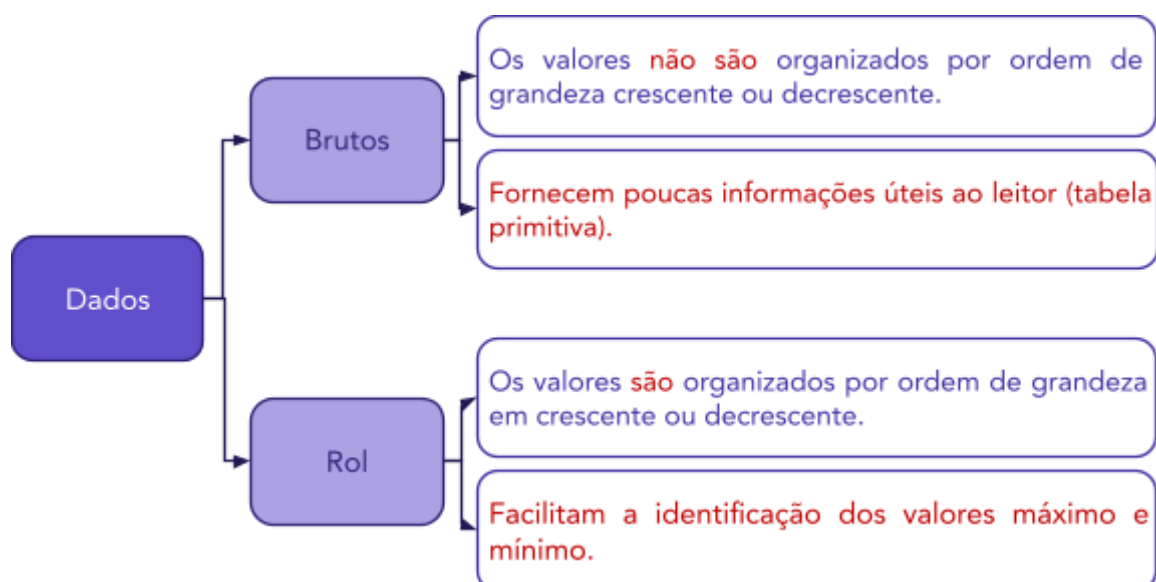 Os valores não são organizados por ordem de
grandeza crescente ou decrescente.
Brutos
Fornecem poucas informações úteis ao leitor (tabela
primitiva).
Dados
Os valores são organizados por ordem de grandeza
em crescente ou decrescente.
Rol
Facilitam a identificação dos valores máximo e
mínimo.